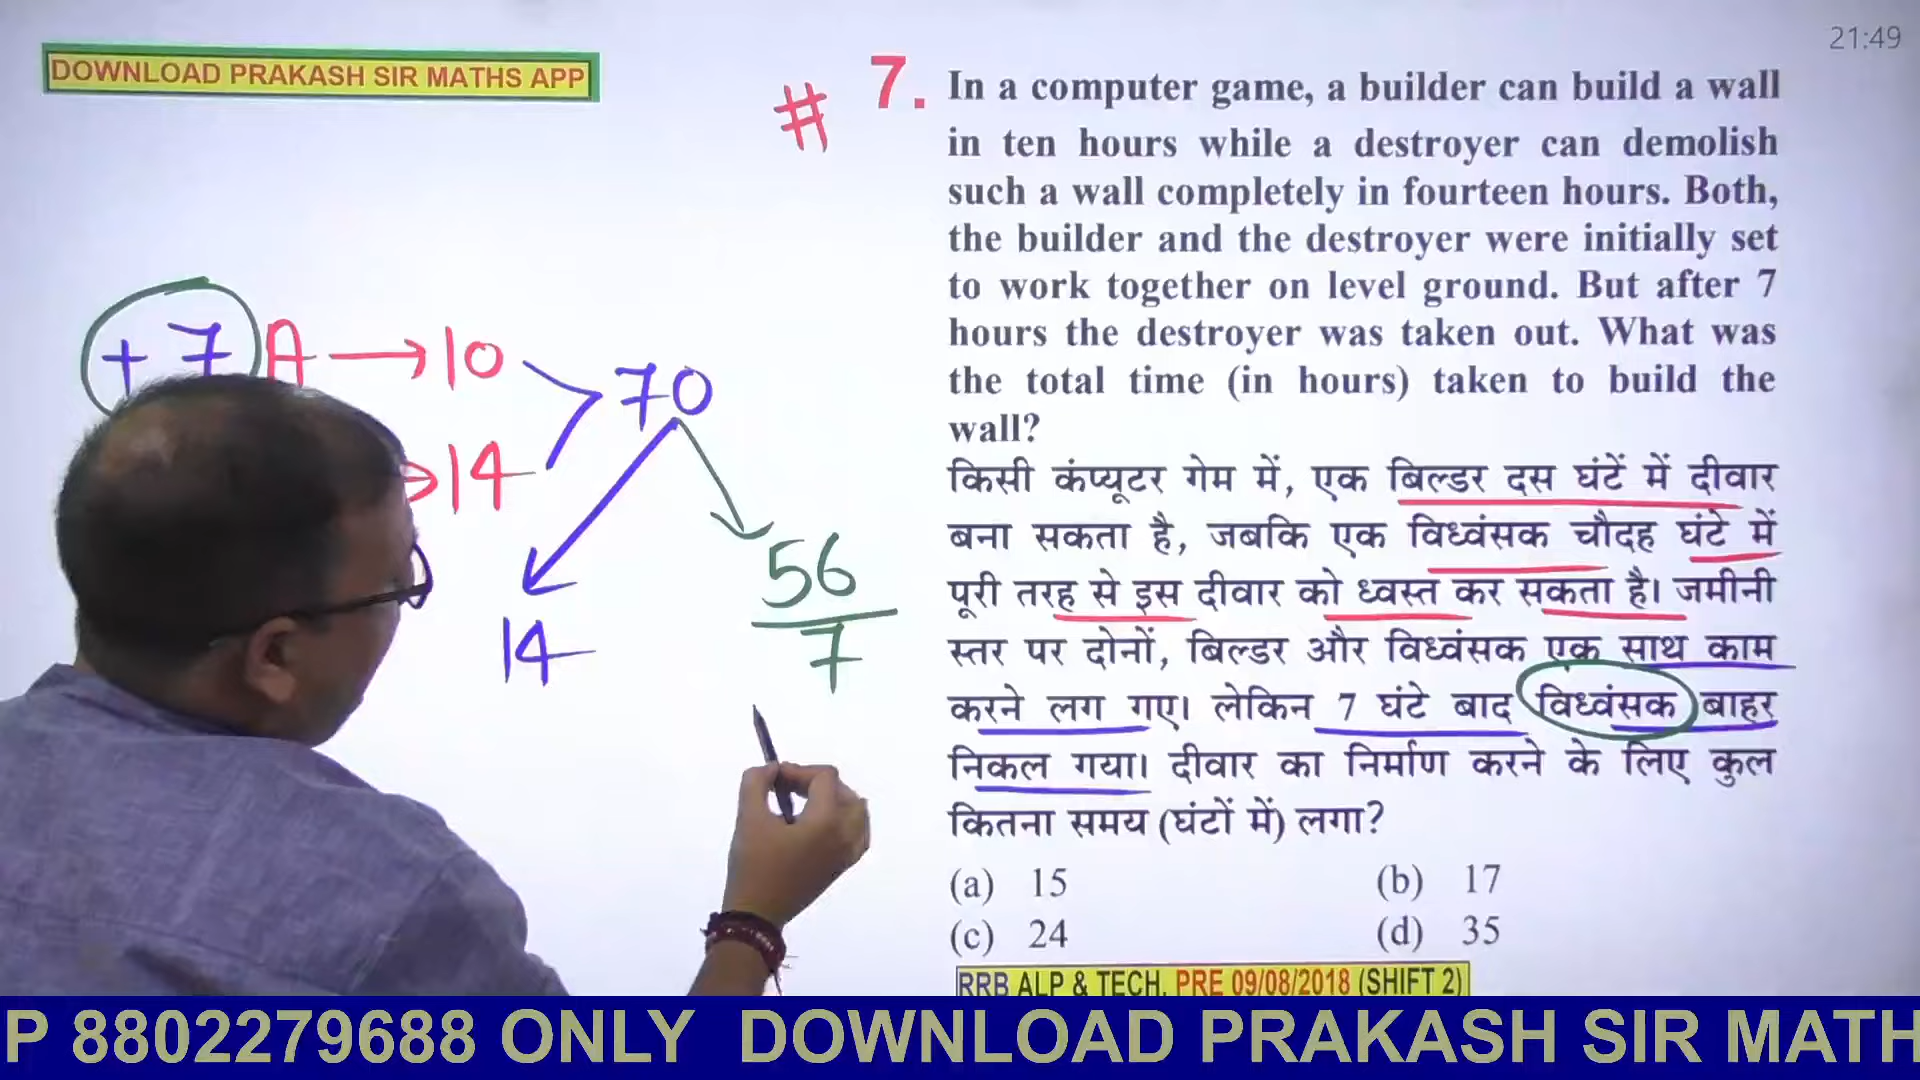 21:49
DOWNLOAD PRAKASH SIR MATHS APP
# 7. In a computer game, a builder can build a wall
in ten hours while a destroyer can demolish
such a wall completely in fourteen hours. Both,
the builder and the destroyer were initially set
to work together on level ground. But after 7
hours the destroyer was taken out. What was
the total time (in hours) taken to build the
wall?
किसी कंप्यूटर गेम में, एक बिल्डर दस घंटें में दीवार
बना सकता है, जबकि एक विध्वंसक चौदह घंटे में
पूरी तरह से इस दीवार को ध्वस्त कर सकता है। जमीनी
स्तर पर दोनों, बिल्डर और विध्वंसक एक साथ काम
करने लग गए। लेकिन 7 घंटे बाद विध्वंसक बाहर
निकल गया। दीवार का निर्माण करने के लिए कुल
कितना समय (घंटों में) लगा?
(a) 15 (b) 17
(c) 24 (d) 35
RRB ALP & TECH. PRE 09/08/2018 (SHIFT 2)
+ 7 A → 10
70
→ 14
14
56
7
P 8802279688 ONLY DOWNLOAD PRAKASH SIR MATH